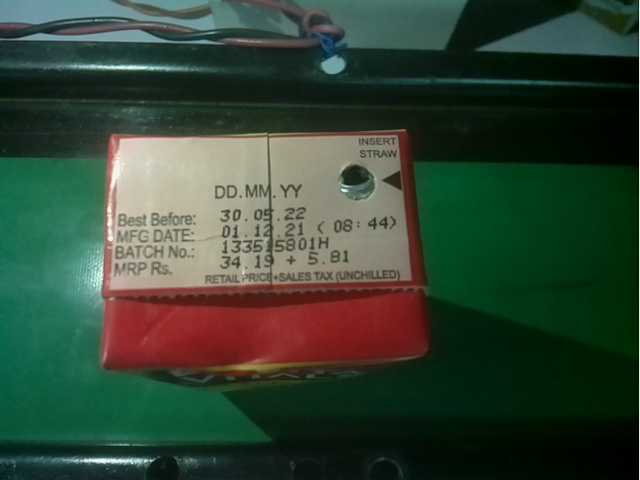 INSERT
STRAW
DD.MM.YY
Best Before: 30.05.22
MFG DATE: 01.12.21 (08:44)
BATCH No.: 133515801H
MRP Rs. 34.19 + 5.81
RETAIL PRICE+SALES TAX (UNCHILLED)